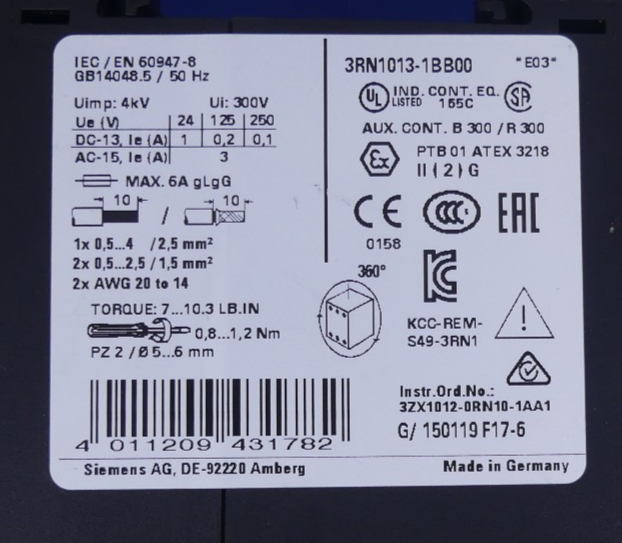 IEC / EN 60947-8
GB14048.5 / 50 Hz
Uimp: 4kV Ui: 300V
Ue (V) 24 125 250
DC-13, Ie (A) 1 0,2 0,1
AC-15, Ie (A) 3
MAX. 6A gLgG
10 / 10
1x 0,5...4 / 2,5 mm²
2x 0,5...2,5 / 1,5 mm²
2x AWG 20 to 14
TORQUE: 7...10.3 LB.IN
0,8...1,2 Nm
PZ 2 / Ø 5...6 mm
4 011209 431782
Siemens AG, DE-92220 Amberg
3RN1013-1BB00 "E03"
UL LISTED IND. CONT. EQ. 155C SA
AUX. CONT. B 300 / R 300
Ex PTB 01 ATEX 3218
II ( 2 ) G
CE CCC EAC
0158
360°
KC
KCC-REM-
S49-3RN1
!
Instr.Ord.No.:
3ZX1012-0RN10-1AA1
G/ 150119 F17-6
Made in Germany